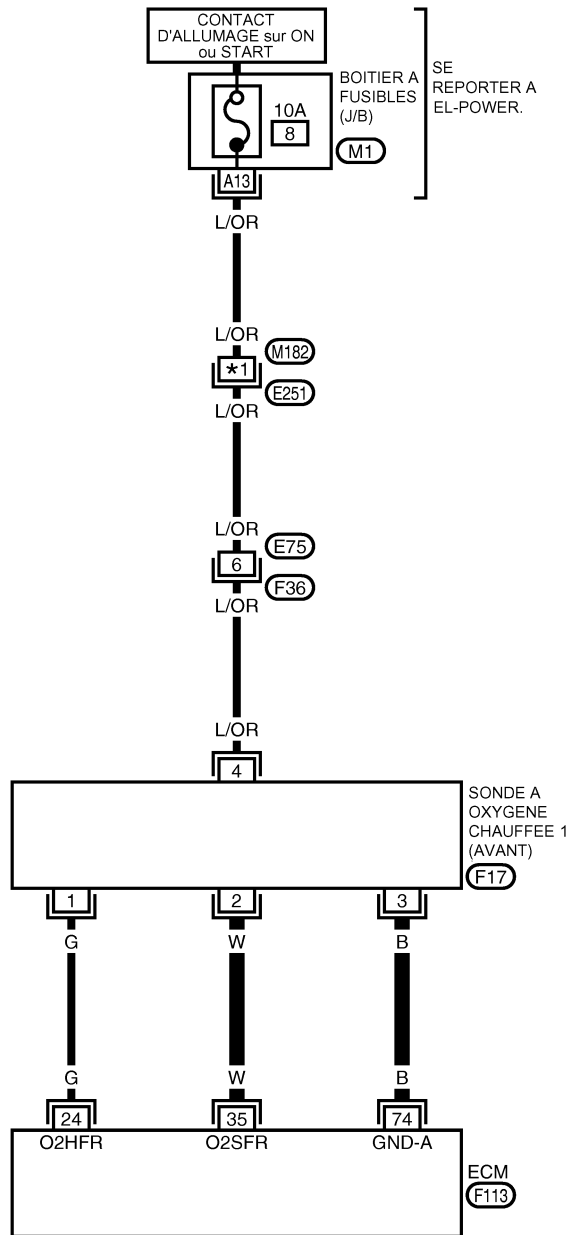 CONTACT
D'ALLUMAGE sur ON
ou START
BOITIER A
FUSIBLES
(J/B)
SE
REPORTER A
EL-POWER.
10A
8
M1
A13
L/OR
L/OR
M182
*1
E251
L/OR
L/OR
E75
6
F36
L/OR
L/OR
4
SONDE A
OXYGENE
CHAUFFEE 1
(AVANT)
F17
1 2 3
G W B
G W B
24 35 74
O2HFR O2SFR GND-A
ECM
F113